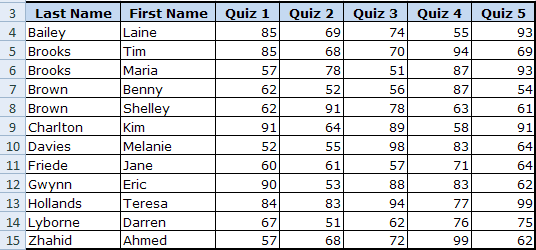 3 Last Name First Name Quiz 1 Quiz 2 Quiz 3 Quiz 4 Quiz 5
4 Bailey Laine 85 69 74 55 93
5 Brooks Tim 85 68 70 94 69
6 Brooks Maria 57 78 51 87 93
7 Brown Benny 62 52 56 87 54
8 Brown Shelley 62 91 78 63 61
9 Charlton Kim 91 64 89 58 91
10 Davies Melanie 52 55 98 83 64
11 Friede Jane 60 61 57 71 64
12 Gwynn Eric 90 53 88 83 62
13 Hollands Teresa 84 83 94 77 99
14 Lyborne Darren 67 51 62 76 75
15 Zhahid Ahmed 57 68 72 99 62